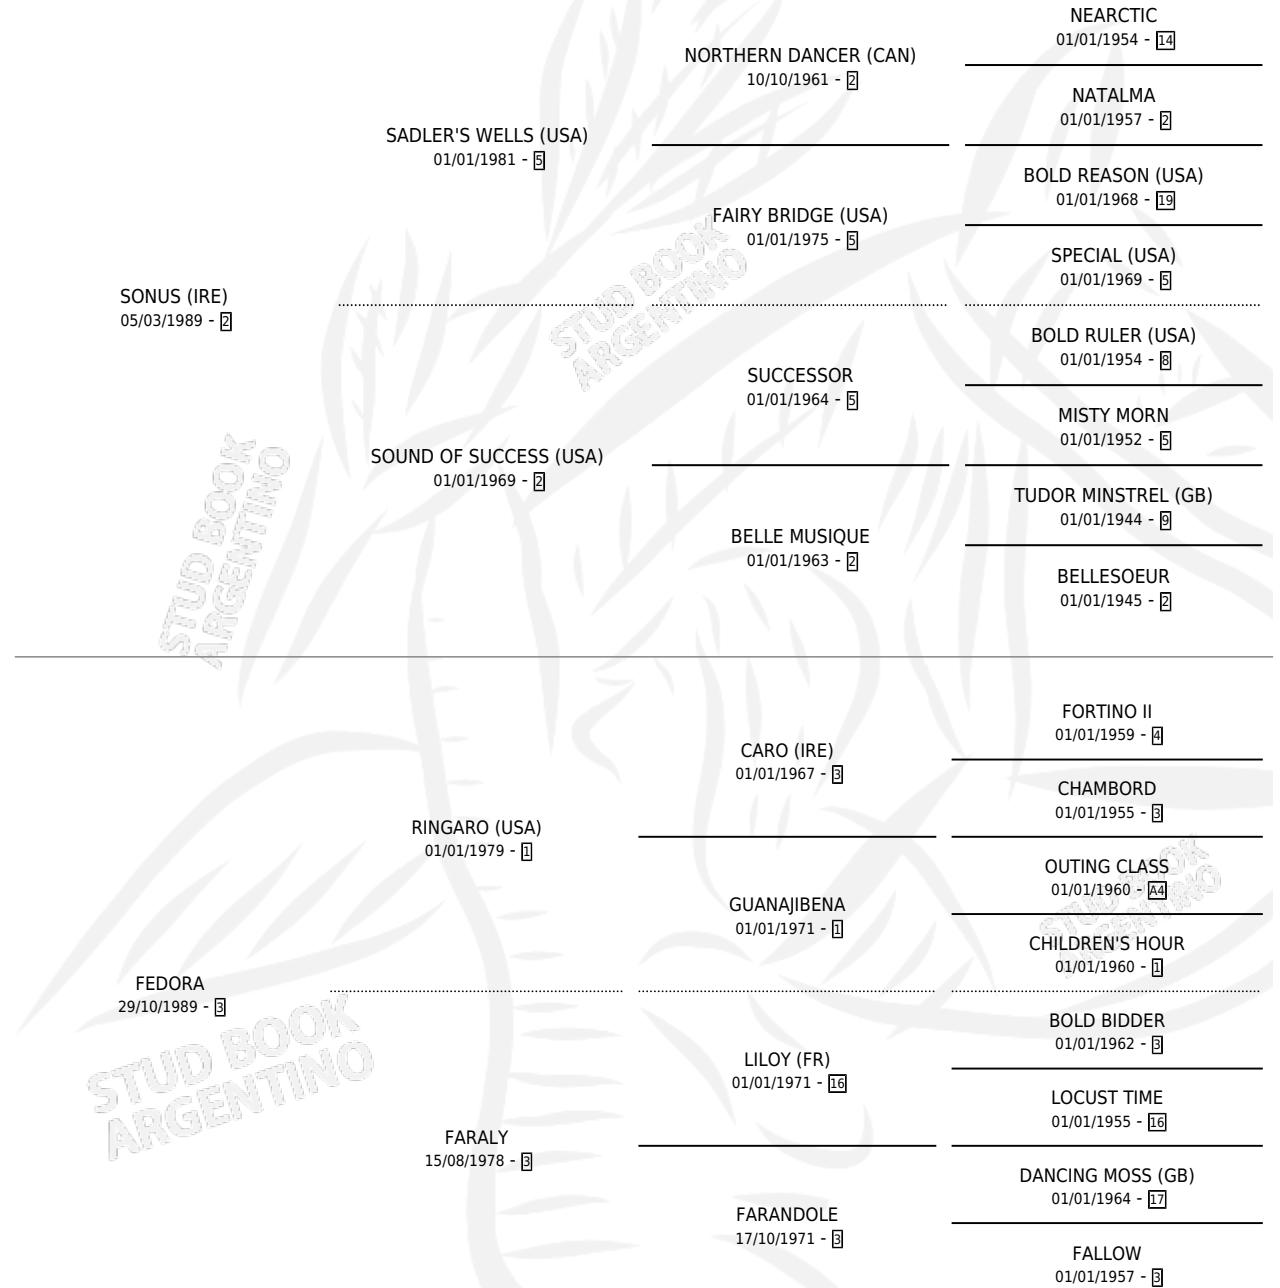 NEARCTIC
01/01/1954 - 14
NORTHERN DANCER (CAN)
10/10/1961 - 2
NATALMA
01/01/1957 - 2
SADLER'S WELLS (USA)
01/01/1981 - 5
BOLD REASON (USA)
01/01/1968 - 19
FAIRY BRIDGE (USA)
01/01/1975 - 5
SPECIAL (USA)
01/01/1969 - 5
SONUS (IRE)
05/03/1989 - 2
STUD BOOK
ARGENTINO
BOLD RULER (USA)
01/01/1954 - 8
SUCCESSOR
01/01/1964 - 5
MISTY MORN
01/01/1952 - 5
SOUND OF SUCCESS (USA)
01/01/1969 - 2
TUDOR MINSTREL (GB)
01/01/1944 - 9
BELLE MUSIQUE
01/01/1963 - 2
BELLESOEUR
01/01/1945 - 2
STUD BOOK
ARGENTINO
FORTINO II
01/01/1959 - 4
CARO (IRE)
01/01/1967 - 3
CHAMBORD
01/01/1955 - 3
RINGARO (USA)
01/01/1979 - 1
OUTING CLASS
01/01/1960 - A4
GUANAJIBENA
01/01/1971 - 1
CHILDREN'S HOUR
01/01/1960 - 1
STUD BOOK
ARGENTINO
FEDORA
29/10/1989 - 3
BOLD BIDDER
01/01/1962 - 3
LILOY (FR)
01/01/1971 - 16
LOCUST TIME
01/01/1955 - 16
STUD BOOK
ARGENTINO
FARALY
15/08/1978 - 3
DANCING MOSS (GB)
01/01/1964 - 17
FARANDOLE
17/10/1971 - 3
FALLOW
01/01/1957 - 3